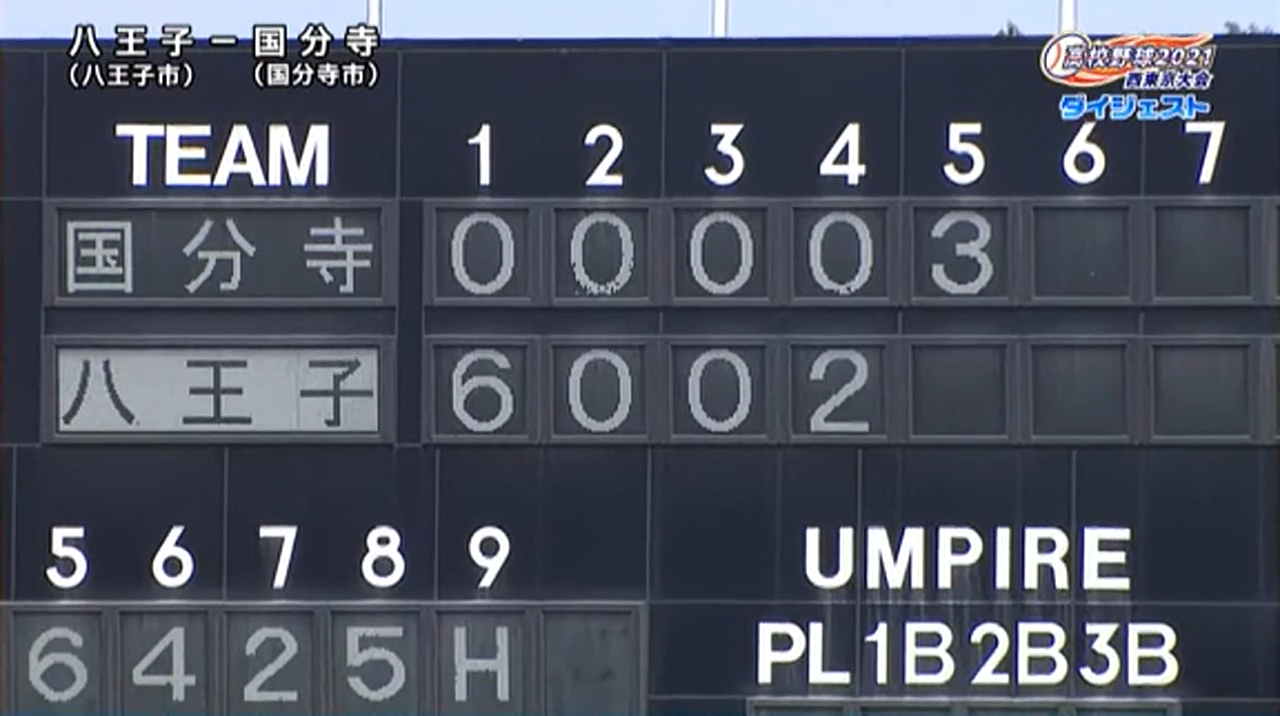 八王子ー国分寺
(八王子市) (国分寺市)
高校野球2021
西東京大会
ダイジェスト
TEAM 1 2 3 4 5 6 7
国分寺 0 0 0 0 3
八王子 6 0 0 2
5 6 7 8 9
6 4 2 5 H
UMPIRE
PL 1B 2B 3B